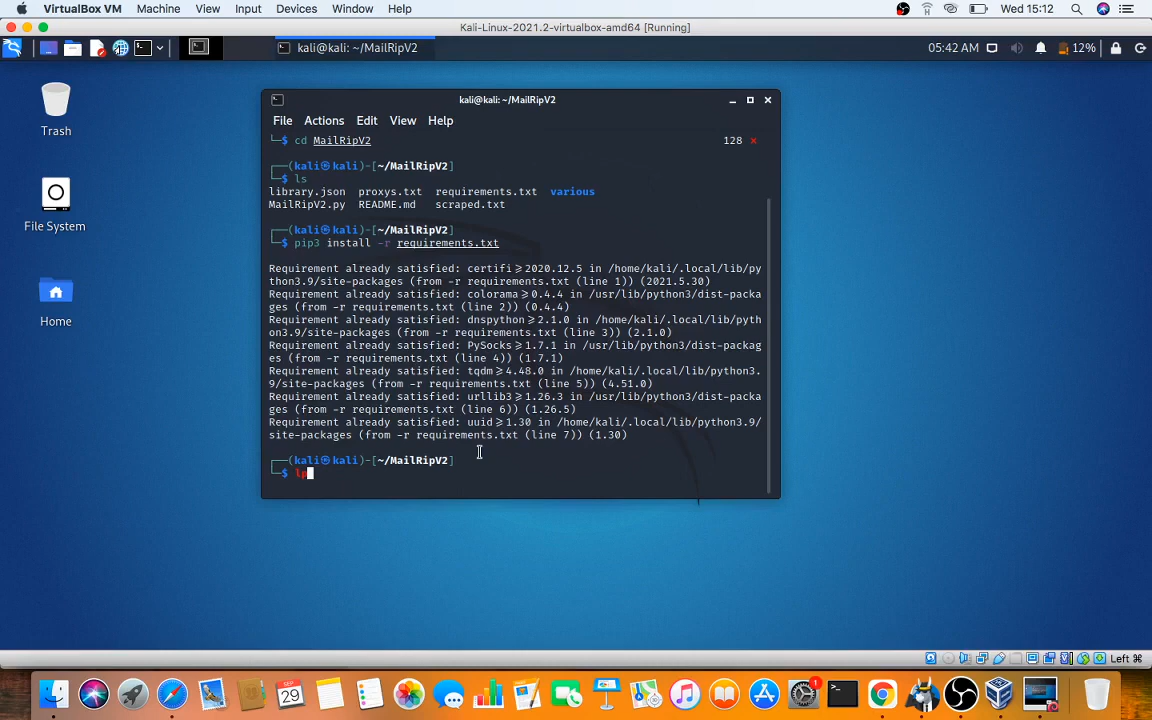 VirtualBox VM Machine View Input Devices Window Help Wed 15:12
Kali-Linux-2021.2-virtualbox-amd64 [Running]
kali@kali: ~/MailRipV2 05:42 AM 12%
Trash
File System
Home
kali@kali: ~/MailRipV2
File Actions Edit View Help
└─$ cd MailRipV2 128 ⨯
┌──(kali㉿kali)-[~/MailRipV2]
└─$ ls
library.json proxys.txt requirements.txt various
MailRipV2.py README.md scraped.txt
┌──(kali㉿kali)-[~/MailRipV2]
└─$ pip3 install -r requirements.txt
Requirement already satisfied: certifi≥2020.12.5 in /home/kali/.local/lib/py
thon3.9/site-packages (from -r requirements.txt (line 1)) (2021.5.30)
Requirement already satisfied: colorama≥0.4.4 in /usr/lib/python3/dist-packa
ges (from -r requirements.txt (line 2)) (0.4.4)
Requirement already satisfied: dnspython≥2.1.0 in /home/kali/.local/lib/pyth
on3.9/site-packages (from -r requirements.txt (line 3)) (2.1.0)
Requirement already satisfied: PySocks≥1.7.1 in /usr/lib/python3/dist-packag
es (from -r requirements.txt (line 4)) (1.7.1)
Requirement already satisfied: tqdm≥4.48.0 in /home/kali/.local/lib/python3.
9/site-packages (from -r requirements.txt (line 5)) (4.51.0)
Requirement already satisfied: urllib3≥1.26.3 in /usr/lib/python3/dist-packa
ges (from -r requirements.txt (line 6)) (1.26.5)
Requirement already satisfied: uuid≥1.30 in /home/kali/.local/lib/python3.9/
site-packages (from -r requirements.txt (line 7)) (1.30)
┌──(kali㉿kali)-[~/MailRipV2]
└─$ lp
Left ⌘
29
1